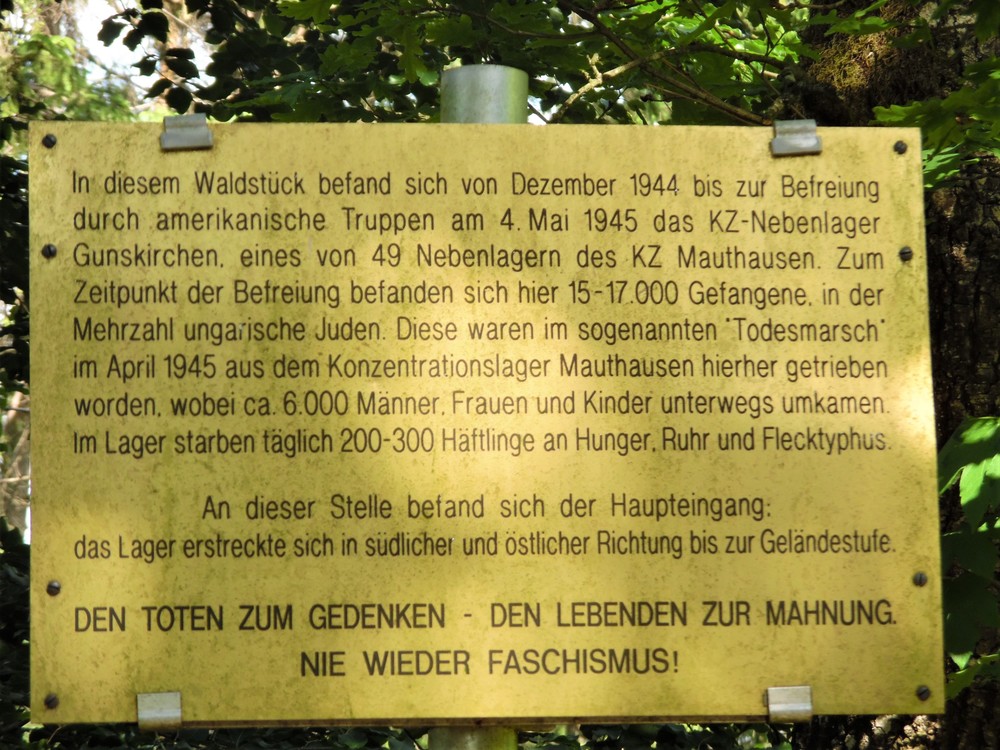 In diesem Waldstück befand sich von Dezember 1944 bis zur Befreiung
durch amerikanische Truppen am 4. Mai 1945 das KZ-Nebenlager
Gunskirchen, eines von 49 Nebenlagern des KZ Mauthausen. Zum
Zeitpunkt der Befreiung befanden sich hier 15-17.000 Gefangene, in der
Mehrzahl ungarische Juden. Diese waren im sogenannten "Todesmarsch"
im April 1945 aus dem Konzentrationslager Mauthausen hierher getrieben
worden, wobei ca. 6.000 Männer, Frauen und Kinder unterwegs umkamen.
Im Lager starben täglich 200-300 Häftlinge an Hunger, Ruhr und Flecktyphus.
An dieser Stelle befand sich der Haupteingang;
das Lager erstreckte sich in südlicher und östlicher Richtung bis zur Geländestufe.
DEN TOTEN ZUM GEDENKEN - DEN LEBENDEN ZUR MAHNUNG.
NIE WIEDER FASCHISMUS!